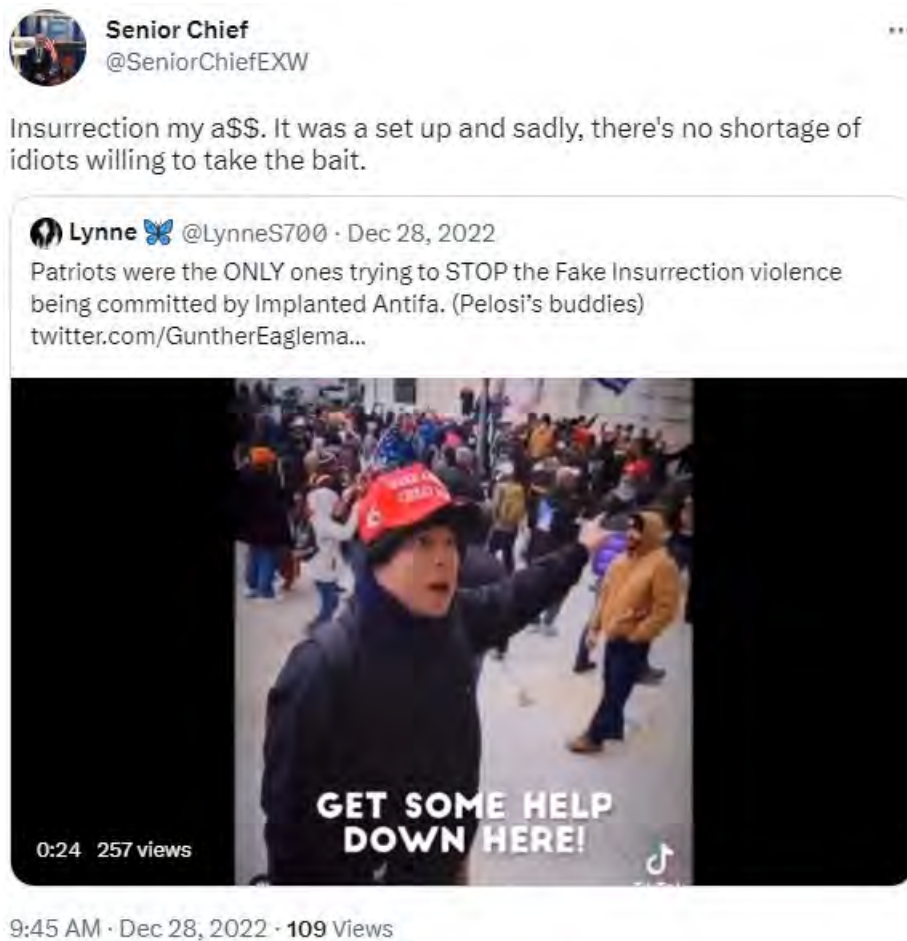 Senior Chief
@SeniorChiefEXW
Insurrection my a$$. It was a set up and sadly, there's no shortage of
idiots willing to take the bait.
Lynne 🦋 @LynneS700 · Dec 28, 2022
Patriots were the ONLY ones trying to STOP the Fake Insurrection violence
being committed by Implanted Antifa. (Pelosi’s buddies)
twitter.com/GuntherEaglema...
GREAT
GET SOME HELP
DOWN HERE!
0:24 257 views
9:45 AM · Dec 28, 2022 · 109 Views